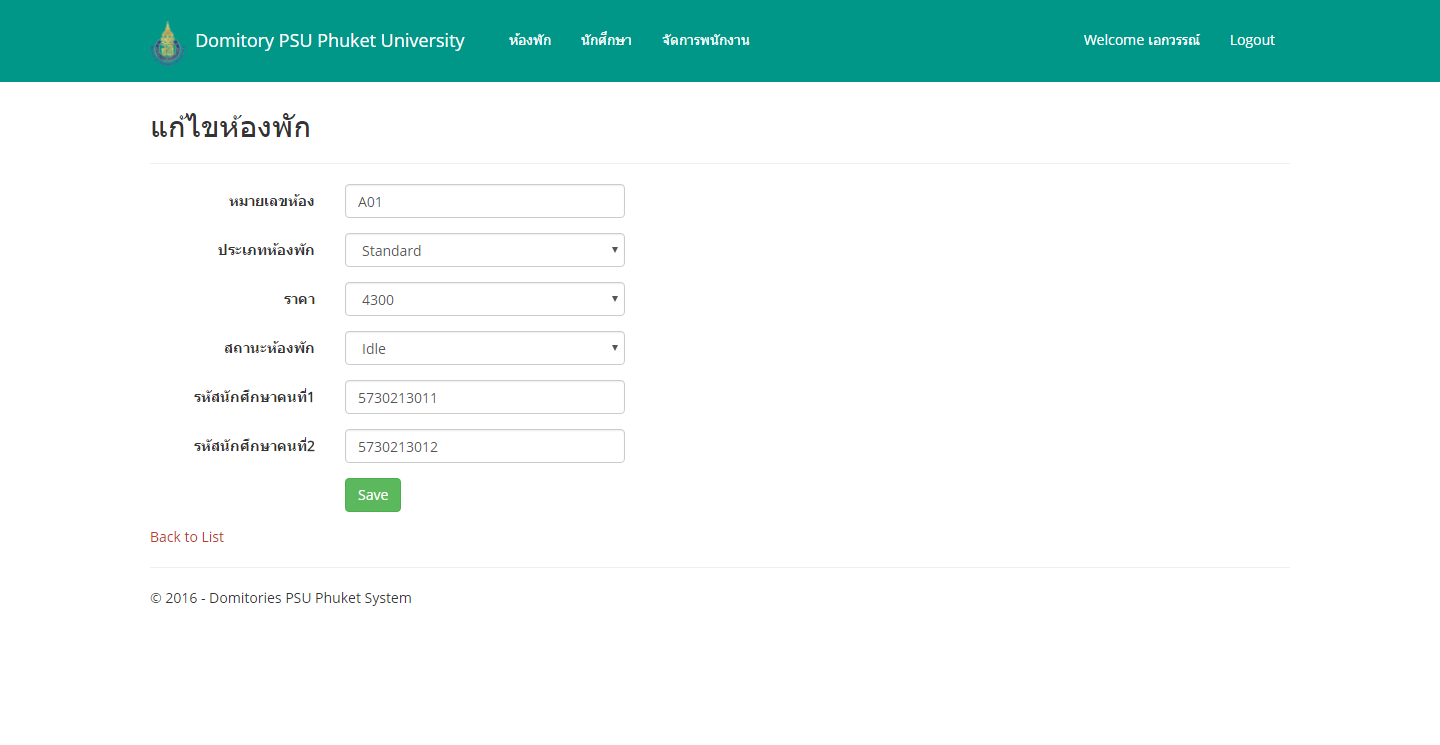 Domitory PSU Phuket University ห้องพัก นักศึกษา จัดการพนักงาน Welcome เอกวรรณ์ Logout
แก้ไขห้องพัก
หมายเลขห้อง A01
ประเภทห้องพัก Standard
ราคา 4300
สถานะห้องพัก Idle
รหัสนักศึกษาคนที่1 5730213011
รหัสนักศึกษาคนที่2 5730213012
Save
Back to List
© 2016 - Domitories PSU Phuket System